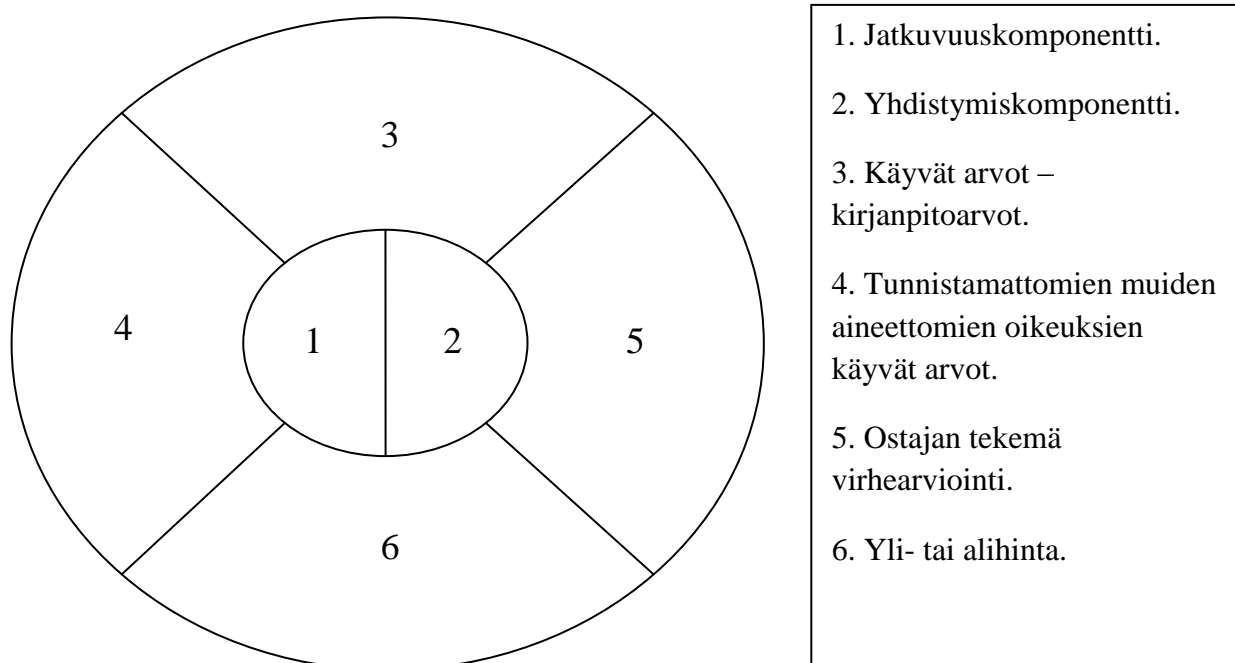 3
4
1
2
5
6
1. Jatkuvuuskomponentti.
2. Yhdistymiskomponentti.
3. Käyvät arvot –
kirjanpitoarvot.
4. Tunnistamattomien muiden
aineettomien oikeuksien
käyvät arvot.
5. Ostajan tekemä
virhearviointi.
6. Yli- tai alihinta.